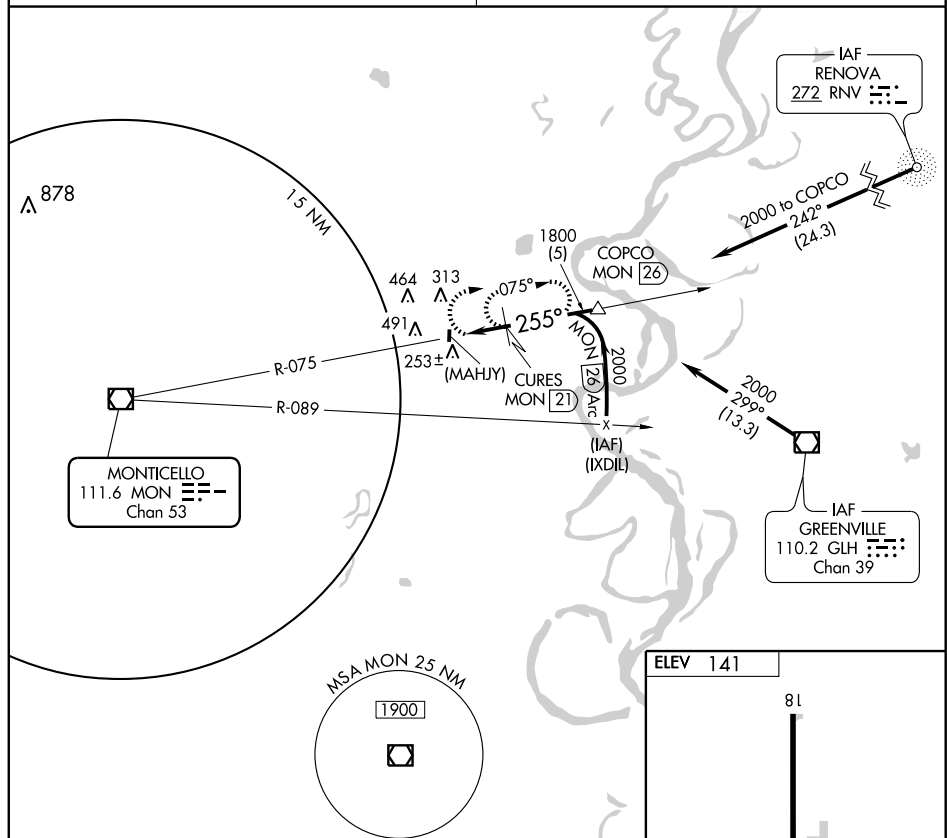 IAF
RENOVA
272 RNV
2000 to COPCO
242°
(24.3)
878
15 NM
1800
(5)
COPCO
MON 26
464
313
075°
255°
491
253±
(MAHJY)
CURES
MON 21
MON 26 Arc
2000
R-075
R-089
(IAF)
(IXDIL)
2000
299°
(13.3)
MONTICELLO
111.6 MON
Chan 53
IAF
GREENVILLE
110.2 GLH
Chan 39
MSA MON 25 NM
1900
ELEV 141
18